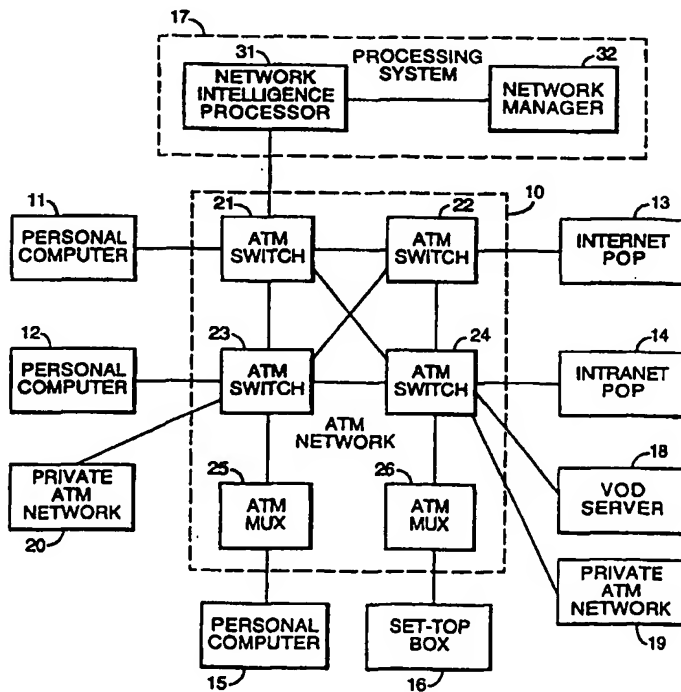 17
31
NETWORK
INTELLIGENCE
PROCESSOR
PROCESSING
SYSTEM
32
NETWORK
MANAGER
11
PERSONAL
COMPUTER
21
ATM
SWITCH
22
ATM
SWITCH
10
13
INTERNET
POP
12
PERSONAL
COMPUTER
23
ATM
SWITCH
24
ATM
SWITCH
14
INTRANET
POP
ATM
NETWORK
PRIVATE
ATM
NETWORK
20
25
ATM
MUX
26
ATM
MUX
18
VOD
SERVER
PERSONAL
COMPUTER
15
SET-TOP
BOX
16
PRIVATE
ATM
NETWORK
19